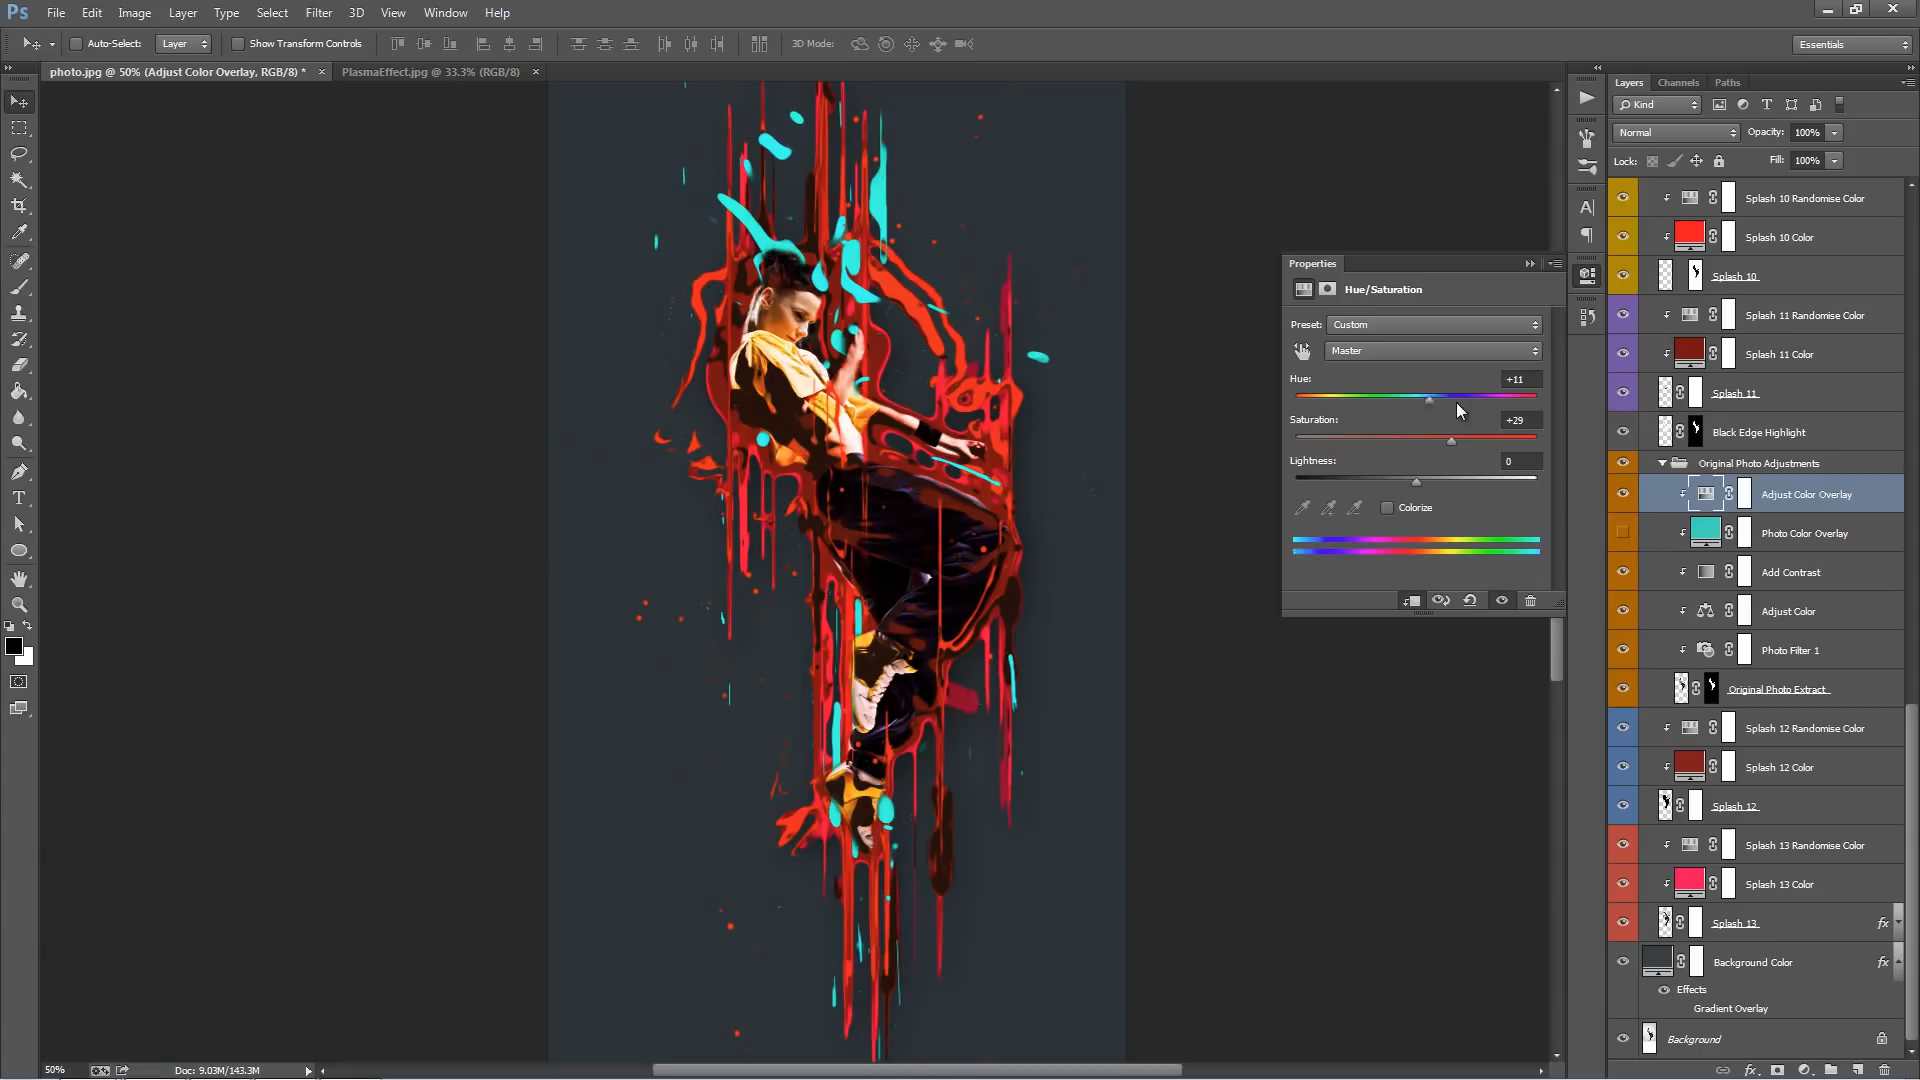 Ps File Edit Image Layer Type Select Filter 3D View Window Help
Auto-Select: Layer Show Transform Controls 3D Mode: Essentials
photo.jpg @ 50% (Adjust Color Overlay, RGB/8) * × PlasmaEffect.jpg @ 33.3% (RGB/8) ×
Layers Channels Paths
Kind
Normal Opacity: 100%
Lock: Fill: 100%
Splash 10 Randomise Color
Splash 10 Color
Splash 10
Splash 11 Randomise Color
Splash 11 Color
Splash 11
Black Edge Highlight
Original Photo Adjustments
Adjust Color Overlay
Photo Color Overlay
Add Contrast
Adjust Color
Photo Filter 1
Original Photo Extract
Splash 12 Randomise Color
Splash 12 Color
Splash 12
Splash 13 Randomise Color
Splash 13 Color
Splash 13 fx
Background Color fx
Effects
Gradient Overlay
Background
Properties
Hue/Saturation
Preset: Custom
Master
Hue: +11
Saturation: +29
Lightness: 0
Colorize
50% Doc: 9.03M/143.3M